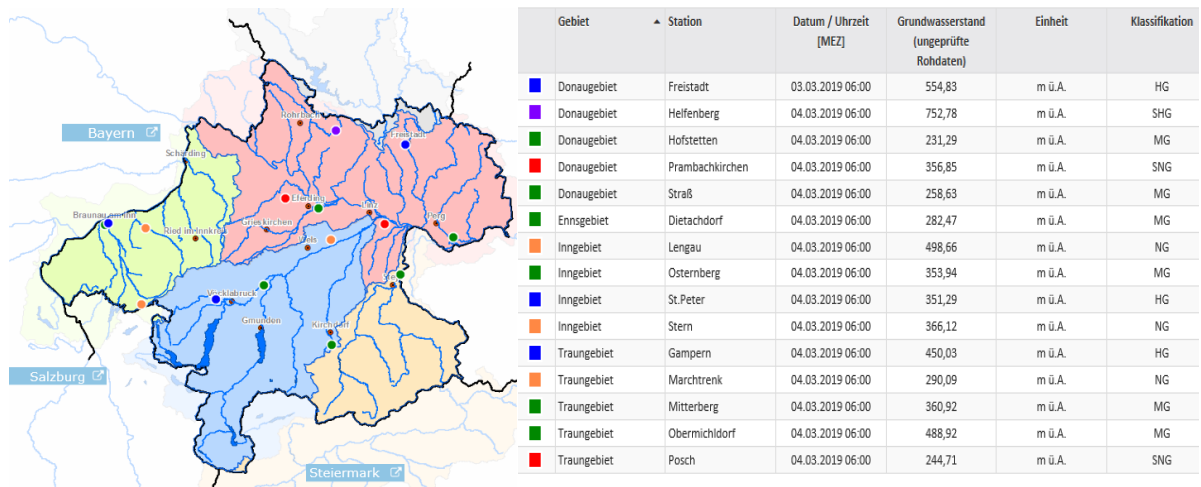 Bayern
Rohrbach
Freistadt
Schärding
Eferding
Linz
Braunau am Inn
Ried im Innkreis
Grieskirchen
Perg
Wels
Vöcklabruck
Gmunden
Kirchdorf
Salzburg
Steiermark
Gebiet Station Datum / Uhrzeit Grundwasserstand Einheit Klassifikation
[MEZ] (ungeprüfte
Rohdaten)
Donaugebiet Freistadt 03.03.2019 06:00 554,83 m ü.A. HG
Donaugebiet Helfenberg 04.03.2019 06:00 752,78 m ü.A. SHG
Donaugebiet Hofstetten 04.03.2019 06:00 231,29 m ü.A. MG
Donaugebiet Prambachkirchen 04.03.2019 06:00 356,85 m ü.A. SNG
Donaugebiet Straß 04.03.2019 06:00 258,63 m ü.A. MG
Ennsgebiet Dietachdorf 04.03.2019 06:00 282,47 m ü.A. MG
Inngebiet Lengau 04.03.2019 06:00 498,66 m ü.A. NG
Inngebiet Osternberg 04.03.2019 06:00 353,94 m ü.A. MG
Inngebiet St.Peter 04.03.2019 06:00 351,29 m ü.A. HG
Inngebiet Stern 04.03.2019 06:00 366,12 m ü.A. NG
Traungebiet Gampern 04.03.2019 06:00 450,03 m ü.A. HG
Traungebiet Marchtrenk 04.03.2019 06:00 290,09 m ü.A. NG
Traungebiet Mitterberg 04.03.2019 06:00 360,92 m ü.A. MG
Traungebiet Obermichldorf 04.03.2019 06:00 488,92 m ü.A. MG
Traungebiet Posch 04.03.2019 06:00 244,71 m ü.A. SNG